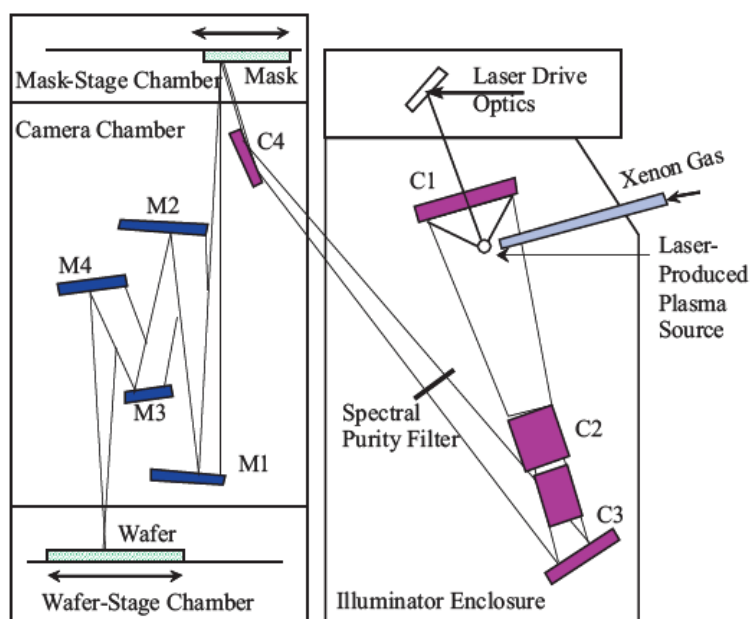 Mask-Stage Chamber
Mask
Camera Chamber
C4
M2
M4
M3
M1
Wafer
Wafer-Stage Chamber
Laser Drive
Optics
C1
Xenon Gas
Laser-
Produced
Plasma
Source
Spectral
Purity Filter
C2
C3
Illuminator Enclosure